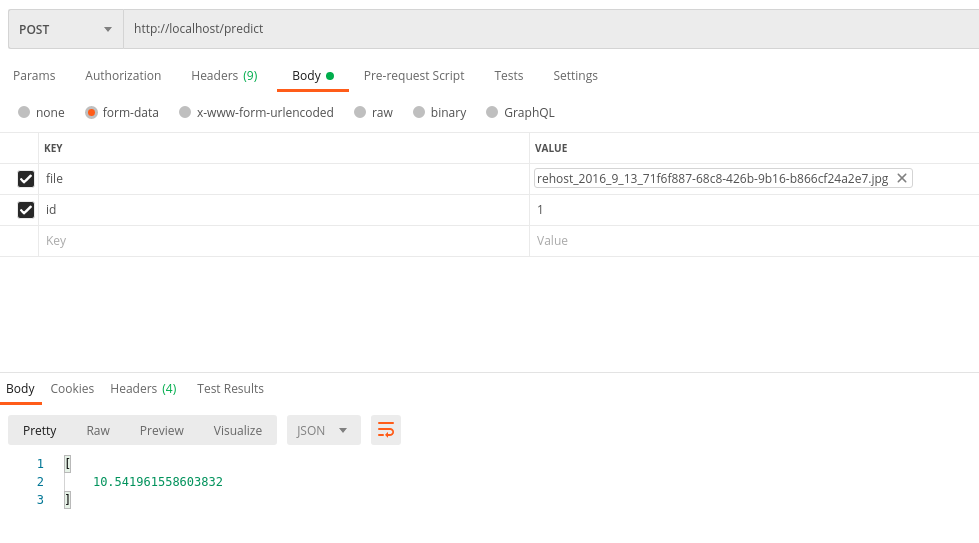 POST http://localhost/predict
Params Authorization Headers (9) Body Pre-request Script Tests Settings
none form-data x-www-form-urlencoded raw binary GraphQL
KEY VALUE
file rehost_2016_9_13_71f6f887-68c8-426b-9b16-b866cf24a2e7.jpg
id 1
Key Value
Body Cookies Headers (4) Test Results
Pretty Raw Preview Visualize JSON
1 [
2 10.541961558603832
3 ]